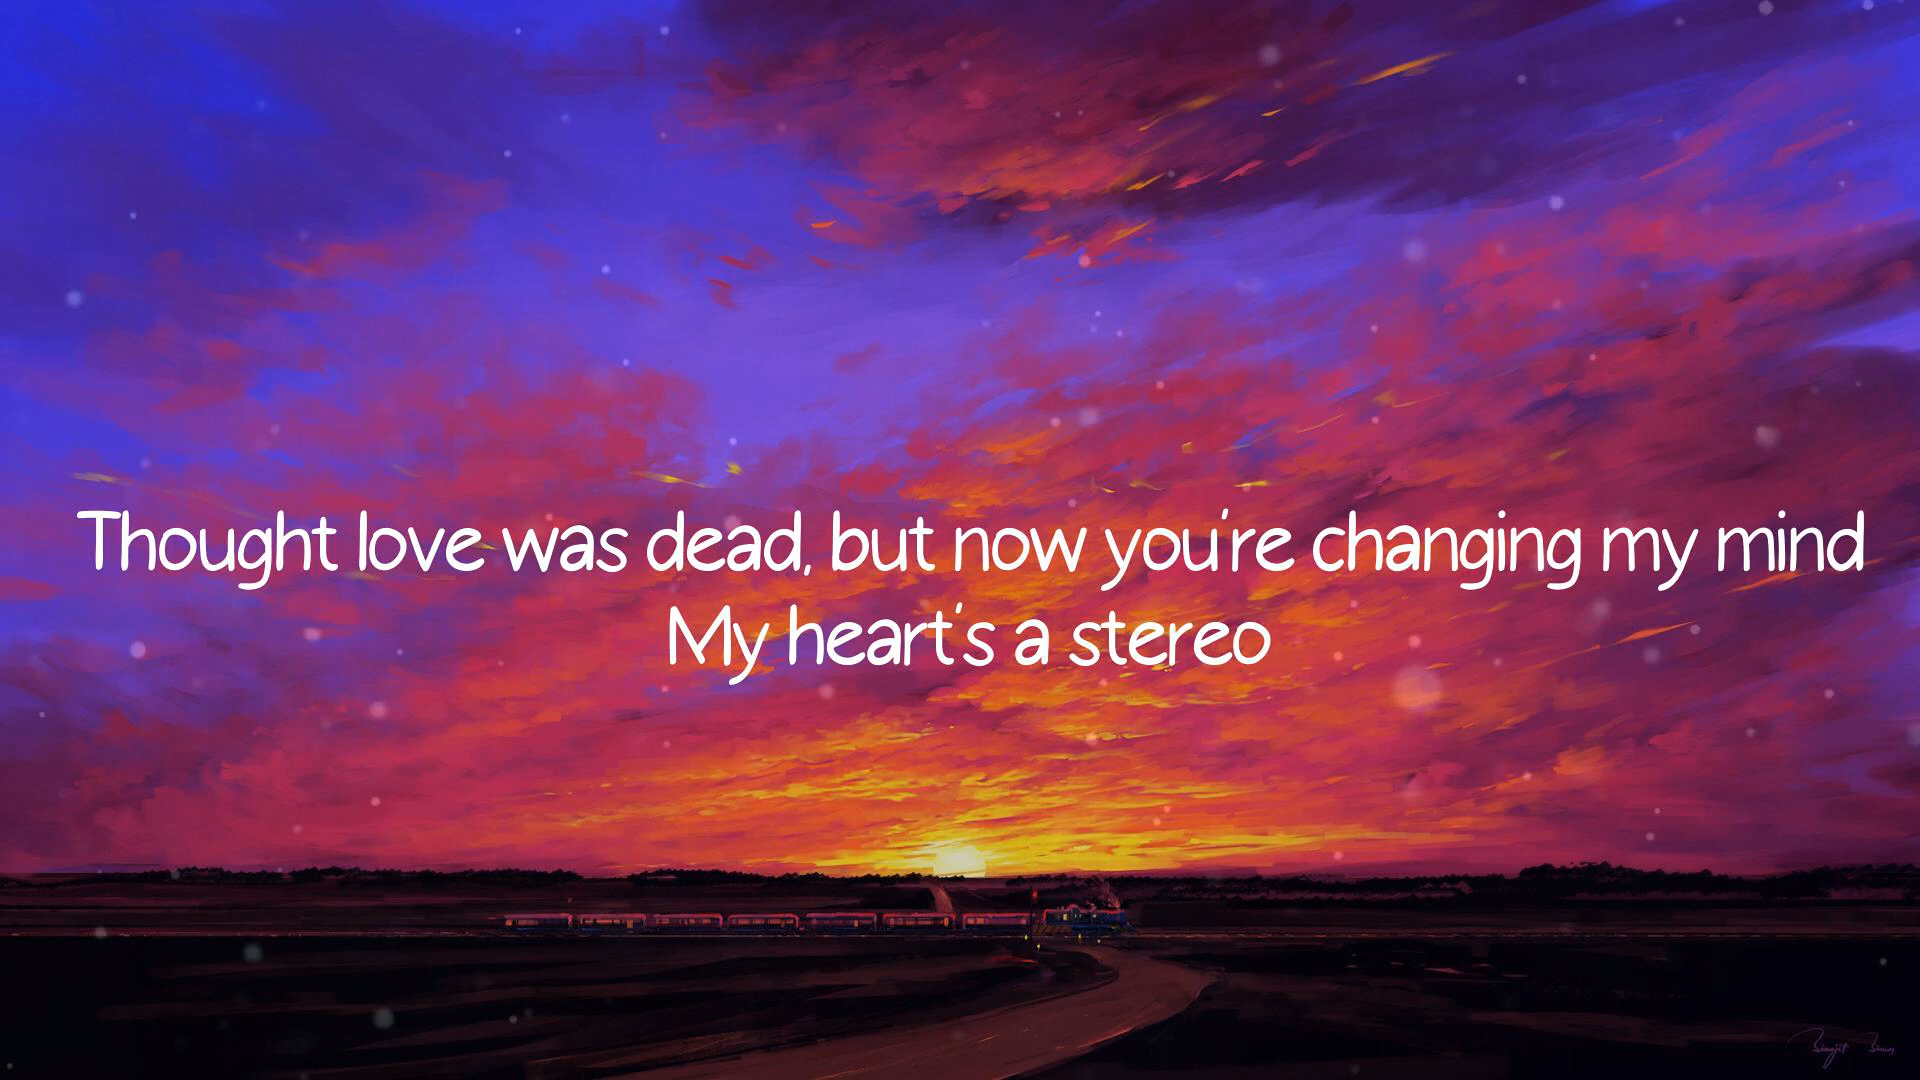 Thought love was dead, but now you're changing my mind
My heart's a stereo